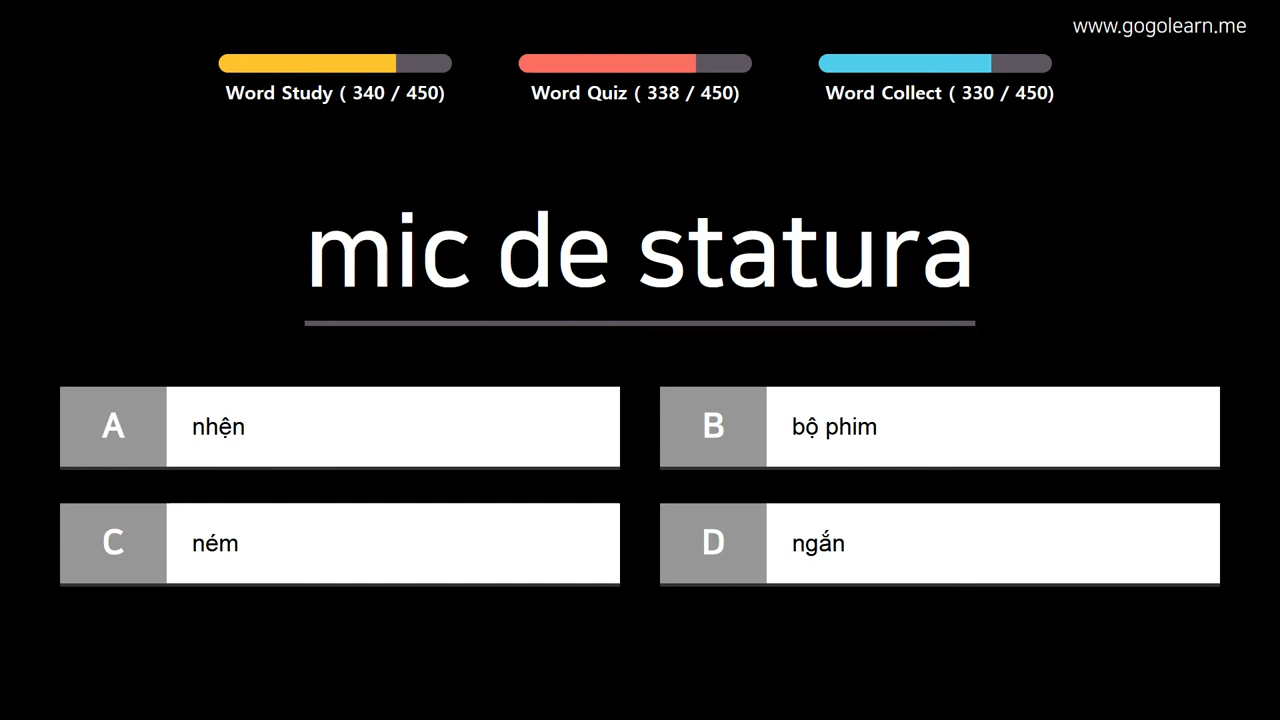 www.gogolearn.me
Word Study ( 340 / 450)
Word Quiz ( 338 / 450)
Word Collect ( 330 / 450)
mic de statura
A nhện
B bộ phim
C ném
D ngắn